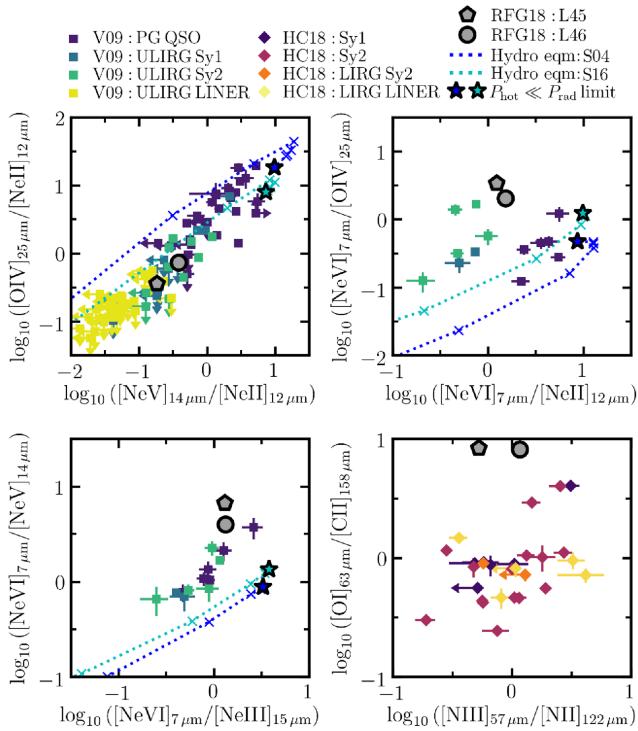 V09 : PG QSO
V09 : ULIRG Sy1
V09 : ULIRG Sy2
V09 : ULIRG LINER
HC18 : Sy1
HC18 : Sy2
HC18 : LIRG Sy2
HC18 : LIRG LINER
RFG18 : L45
RFG18 : L46
Hydro eqm: S04
Hydro eqm: S16
P_hot ≪ P_rad limit
log₁₀ ([OIV]₂₅ μm/[NeII]₁₂ μm)
2
1
0
−1
−2 −1 0 1
log₁₀ ([NeV]₁₄ μm/[NeII]₁₂ μm)
log₁₀ ([NeVI]₇ μm/[OIV]₂₅ μm)
1
0
−1
−2
−1 0 1
log₁₀ ([NeVI]₇ μm/[NeII]₁₂ μm)
log₁₀ ([NeVI]₇ μm/[NeV]₁₄ μm)
1
0
−1
−1 0 1
log₁₀ ([NeVI]₇ μm/[NeIII]₁₅ μm)
log₁₀ ([OI]₆₃ μm/[CII]₁₅₈ μm)
1
0
−1
−1 0 1
log₁₀ ([NIII]₅₇ μm/[NII]₁₂₂ μm)